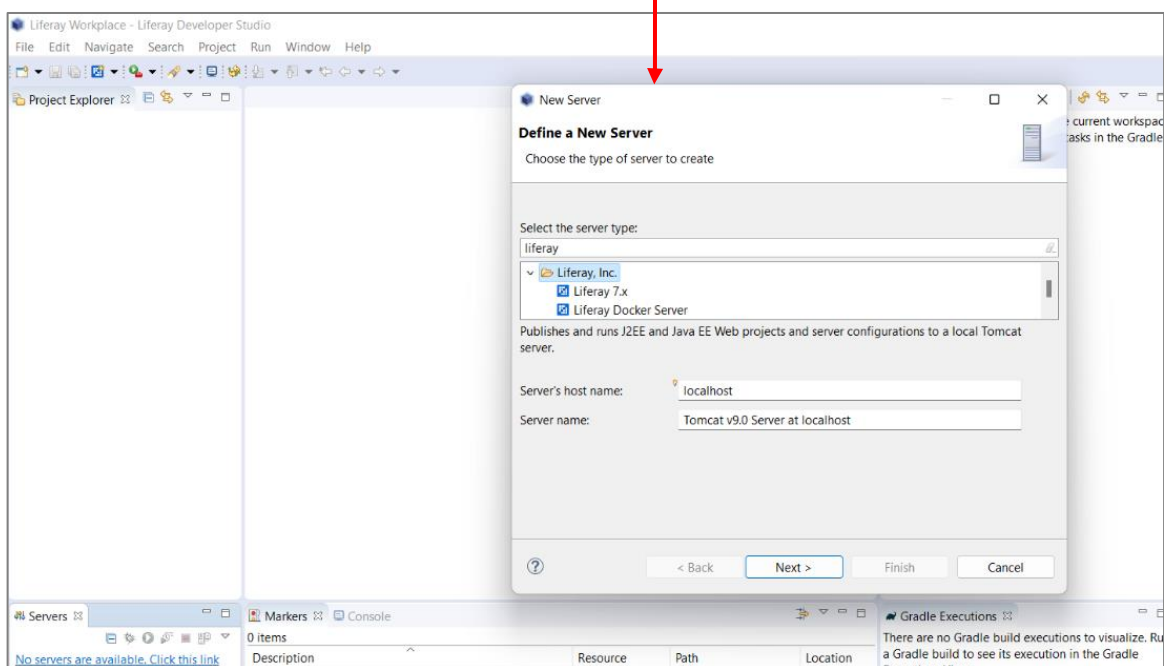 Liferay Workplace - Liferay Developer Studio
File Edit Navigate Search Project Run Window Help
Project Explorer
New Server
Define a New Server
Choose the type of server to create
current workspac
tasks in the Gradle
Select the server type:
liferay
Liferay, Inc.
Liferay 7.x
Liferay Docker Server
Publishes and runs J2EE and Java EE Web projects and server configurations to a local Tomcat
server.
Server's host name: localhost
Server name: Tomcat v9.0 Server at localhost
< Back Next > Finish Cancel
Servers
No servers are available. Click this link
Markers Console
0 items
Description Resource Path Location
Gradle Executions
There are no Gradle build executions to visualize. Ru
a Gradle build to see its execution in the Gradle